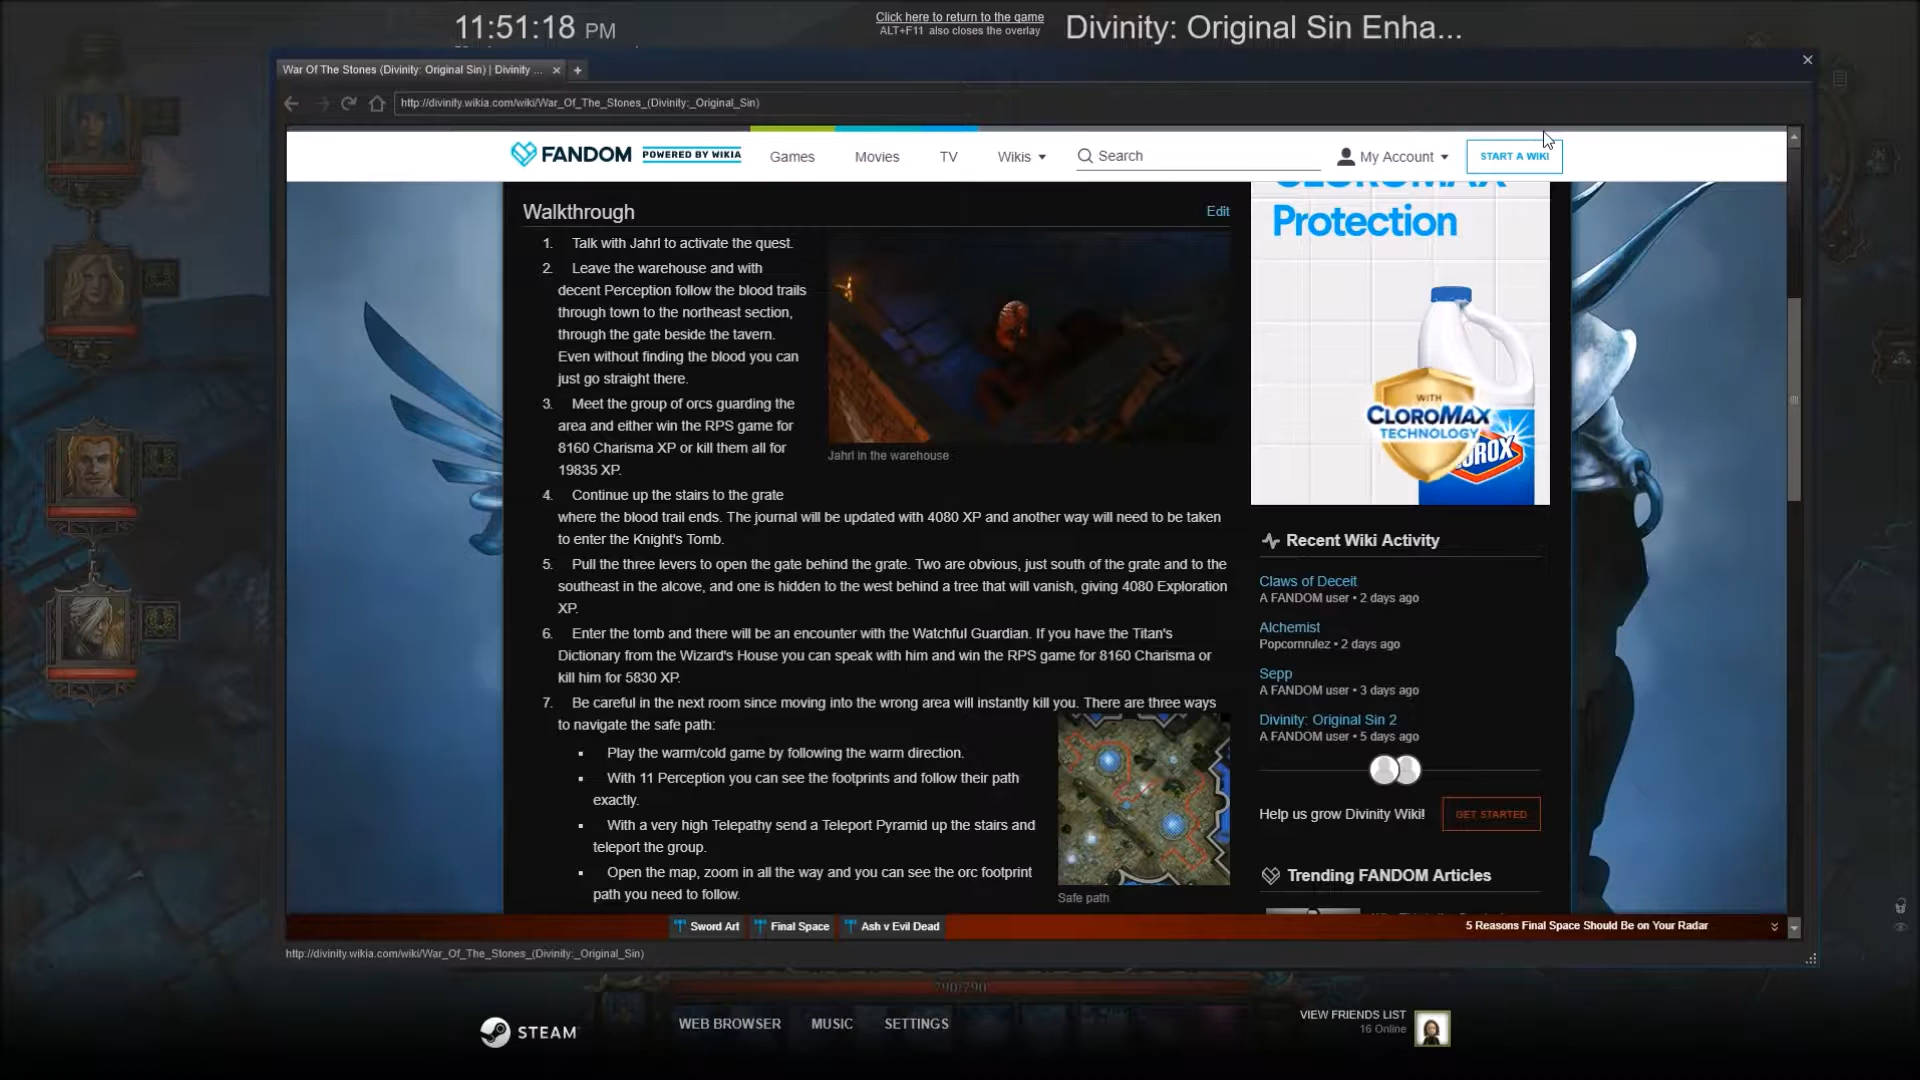 11:51:18 PM
Click here to return to the game
ALT+F11 also closes the overlay
Divinity: Original Sin Enha...
War Of The Stones (Divinity: Original Sin) | Divinity ...
http://divinity.wikia.com/wiki/War_Of_The_Stones_(Divinity:_Original_Sin)
FANDOM POWERED BY WIKIA
Games
Movies
TV
Wikis
Search
My Account
START A WIKI
Walkthrough
Edit
1. Talk with Jahrl to activate the quest.
2. Leave the warehouse and with
decent Perception follow the blood trails
through town to the northeast section,
through the gate beside the tavern.
Even without finding the blood you can
just go straight there.
3. Meet the group of orcs guarding the
area and either win the RPS game for
8160 Charisma XP or kill them all for
19835 XP.
Jahrl in the warehouse
4. Continue up the stairs to the grate
where the blood trail ends. The journal will be updated with 4080 XP and another way will need to be taken
to enter the Knight's Tomb.
5. Pull the three levers to open the gate behind the grate. Two are obvious, just south of the grate and to the
southeast in the alcove, and one is hidden to the west behind a tree that will vanish, giving 4080 Exploration
XP.
6. Enter the tomb and there will be an encounter with the Watchful Guardian. If you have the Titan's
Dictionary from the Wizard's House you can speak with him and win the RPS game for 8160 Charisma or
kill him for 5830 XP.
7. Be careful in the next room since moving into the wrong area will instantly kill you. There are three ways
to navigate the safe path:
Play the warm/cold game by following the warm direction.
With 11 Perception you can see the footprints and follow their path
exactly.
With a very high Telepathy send a Teleport Pyramid up the stairs and
teleport the group.
Open the map, zoom in all the way and you can see the orc footprint
path you need to follow.
Safe path
CLOROMAX
Protection
WITH
CLOROMAX
TECHNOLOGY
Recent Wiki Activity
Claws of Deceit
A FANDOM user • 2 days ago
Alchemist
Popcornrulez • 2 days ago
Sepp
A FANDOM user • 3 days ago
Divinity: Original Sin 2
A FANDOM user • 5 days ago
Help us grow Divinity Wiki!
GET STARTED
Trending FANDOM Articles
Sword Art
Final Space
Ash v Evil Dead
5 Reasons Final Space Should Be on Your Radar
http://divinity.wikia.com/wiki/War_Of_The_Stones_(Divinity:_Original_Sin)
790/790
STEAM
WEB BROWSER
MUSIC
SETTINGS
VIEW FRIENDS LIST
16 Online